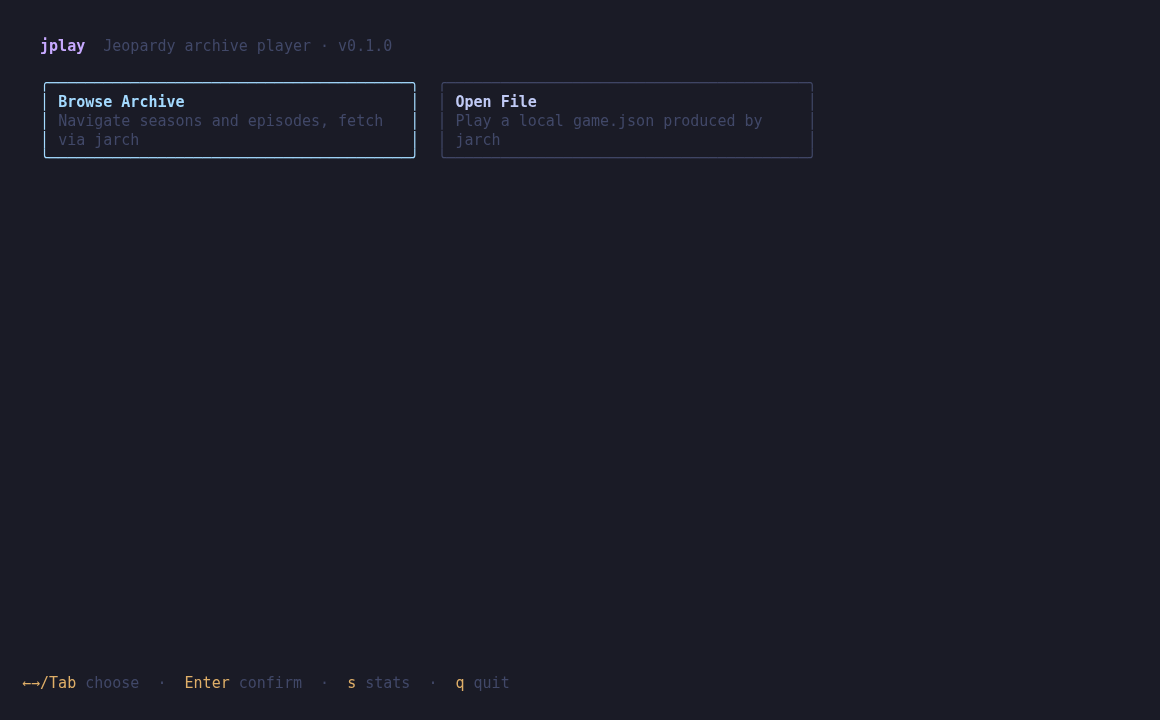 jplay  Jeopardy archive player · v0.1.0
Browse Archive
Navigate seasons and episodes, fetch
via jarch
Open File
Play a local game.json produced by
jarch
←→/Tab choose  ·  Enter confirm  ·  s stats  ·  q quit